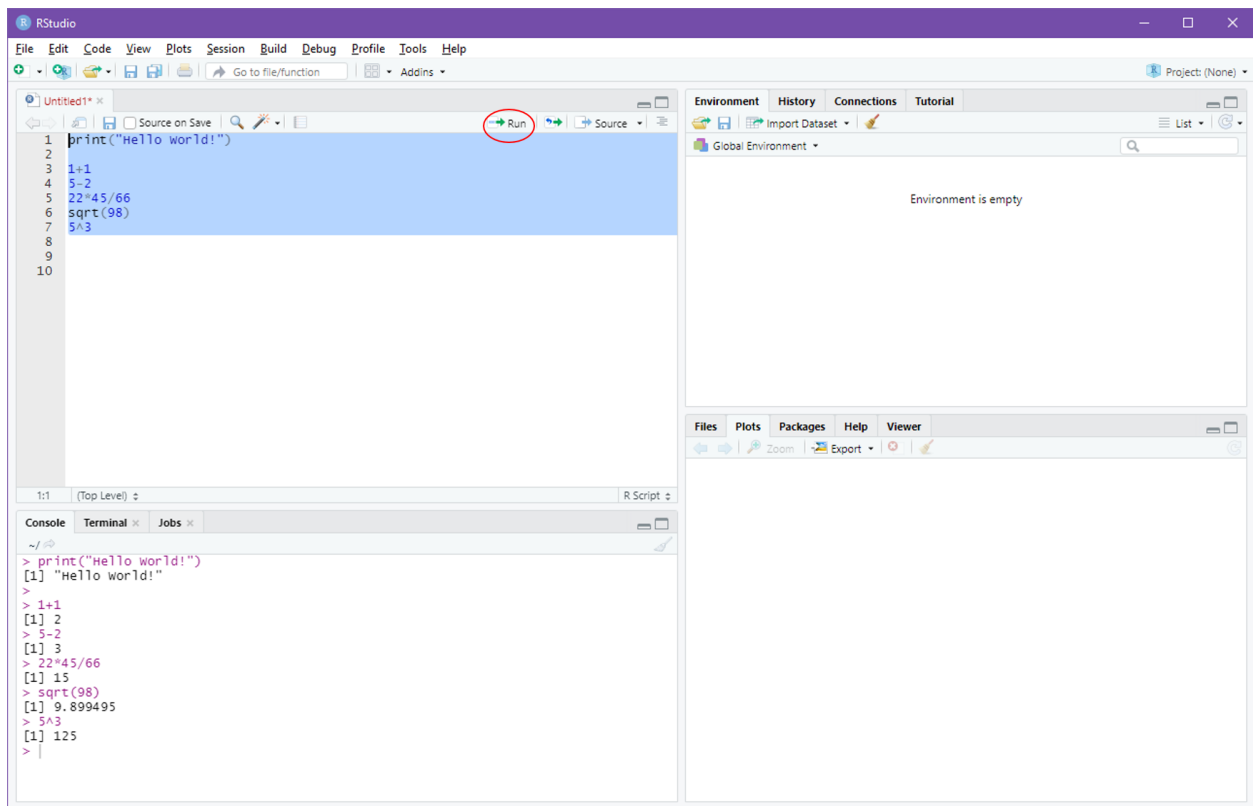 RStudio
File Edit Code View Plots Session Build Debug Profile Tools Help
Go to file/function Addins Project: (None)
Untitled1*
Source on Save Run Source
1 print("Hello World!")
2
3 1+1
4 5-2
5 22*45/66
6 sqrt(98)
7 5^3
8
9
10
1:1 (Top Level) R Script
Console Terminal Jobs
~/
> print("Hello World!")
[1] "Hello World!"
>
> 1+1
[1] 2
> 5-2
[1] 3
> 22*45/66
[1] 15
> sqrt(98)
[1] 9.899495
> 5^3
[1] 125
>
Environment History Connections Tutorial
Import Dataset List
Global Environment
Environment is empty
Files Plots Packages Help Viewer
Zoom Export